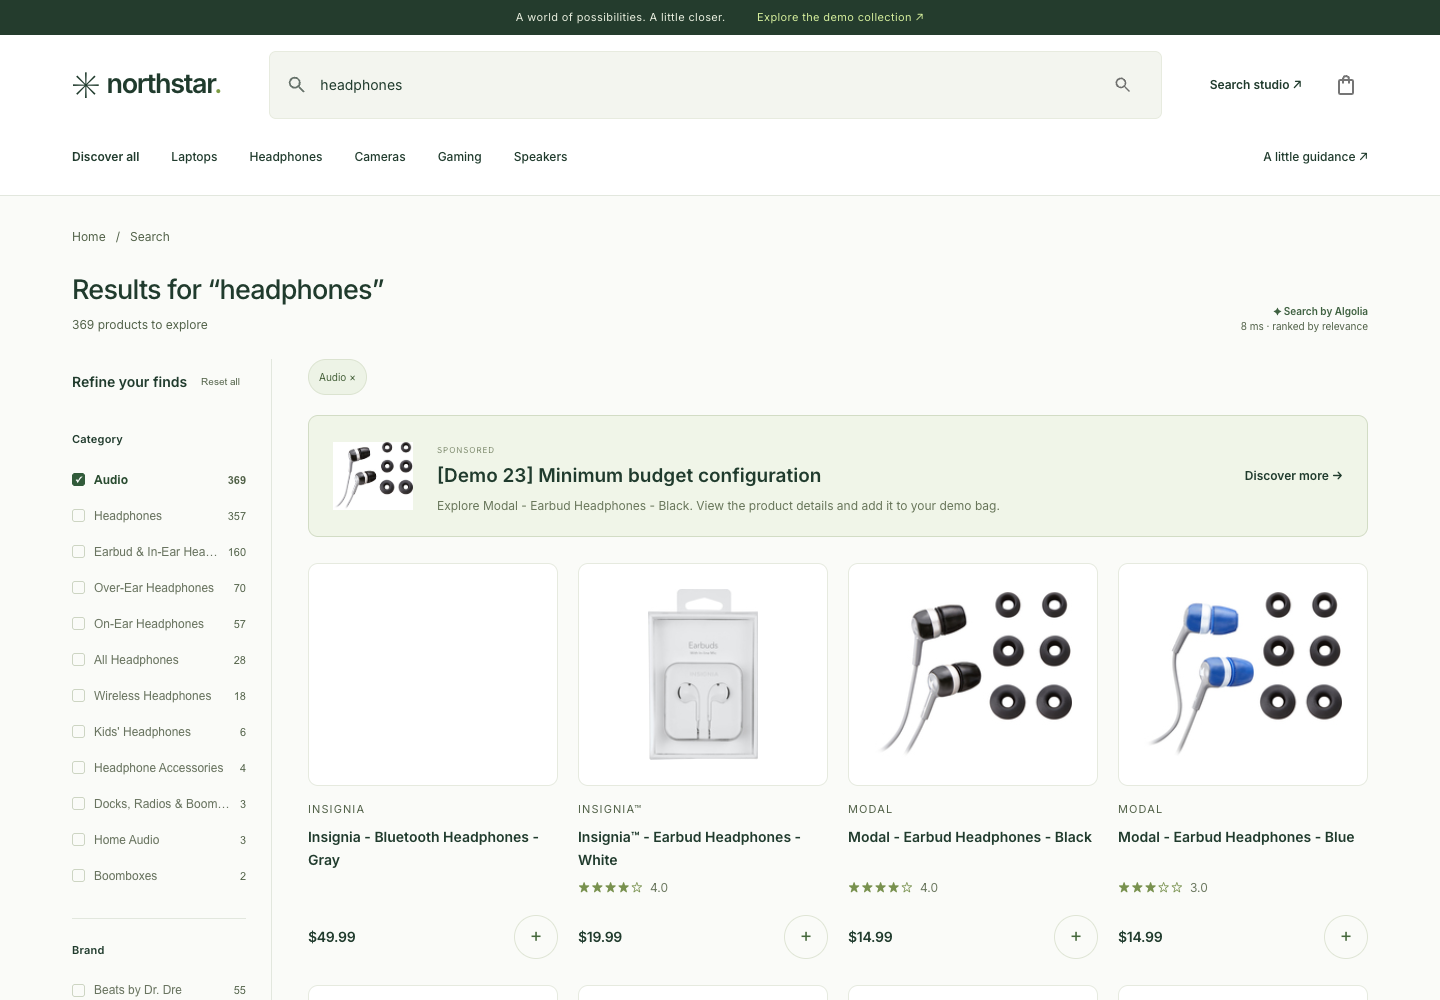 A world of possibilities. A little closer. Explore the demo collection ↗
northstar.
headphones
Search studio ↗
Discover all Laptops Headphones Cameras Gaming Speakers A little guidance ↗
Home / Search
Results for “headphones”
369 products to explore
✦ Search by Algolia
8 ms · ranked by relevance
Refine your finds Reset all
Category
Audio 369
Headphones 357
Earbud & In-Ear Hea... 160
Over-Ear Headphones 70
On-Ear Headphones 57
All Headphones 28
Wireless Headphones 18
Kids' Headphones 6
Headphone Accessories 4
Docks, Radios & Boom... 3
Home Audio 3
Boomboxes 2
Brand
Beats by Dr. Dre 55
Audio ×
SPONSORED
[Demo 23] Minimum budget configuration
Explore Modal - Earbud Headphones - Black. View the product details and add it to your demo bag.
Discover more →
Earbuds
INSIGNIA
Insignia - Bluetooth Headphones -
Gray
$49.99 +
INSIGNIA™
Insignia™ - Earbud Headphones -
White
★★★★☆ 4.0
$19.99 +
MODAL
Modal - Earbud Headphones - Black
★★★★☆ 4.0
$14.99 +
MODAL
Modal - Earbud Headphones - Blue
★★★☆☆ 3.0
$14.99 +